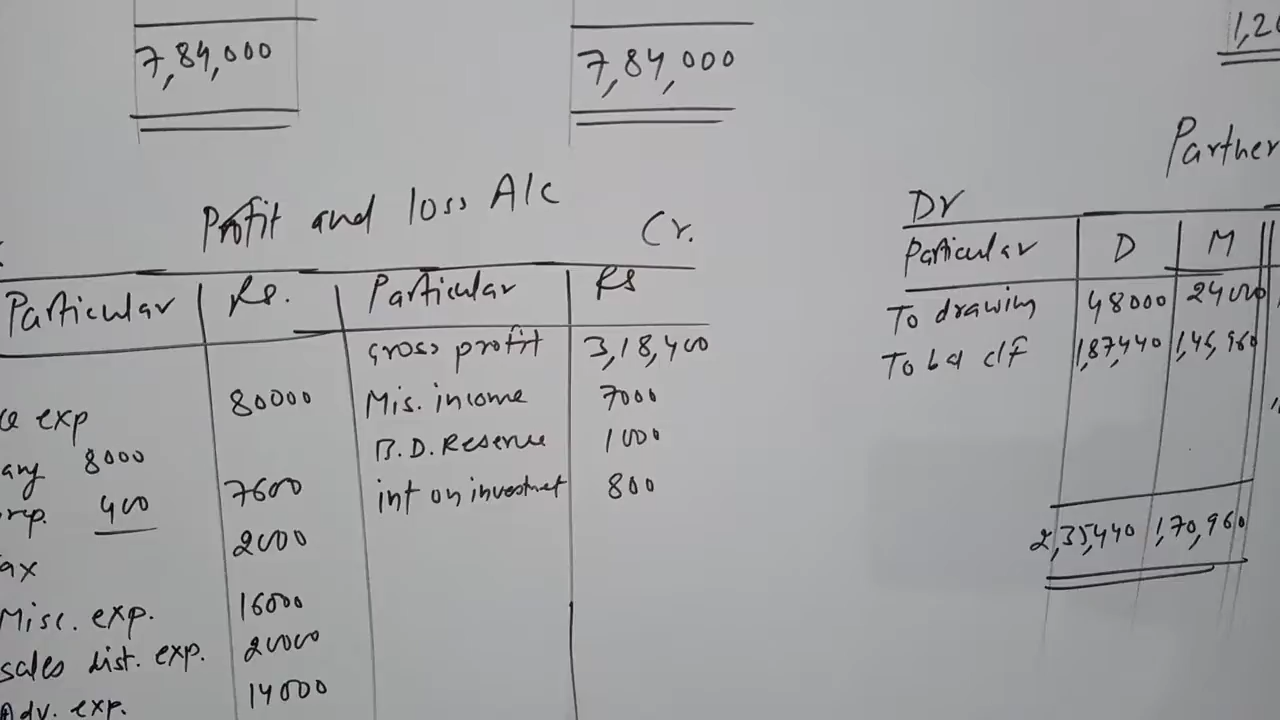 7,84,000 7,84,000
1,2
Partner
Profit and loss A/c
Cr.
Particular Rs. Particular Rs
Gross profit 3,18,400
exp 80000 Mis. income 7000
8000 B.D. Reserve 1000
rep. 400 7600 int on investmet 800
ax 2000
Misc. exp. 16000
sales dist. exp. 20000
Adv. exp. 14000
Dr
Particular D M
To drawing 48000 24000
To bal c/f 1,87,440 1,46,960
2,35,440 1,70,960